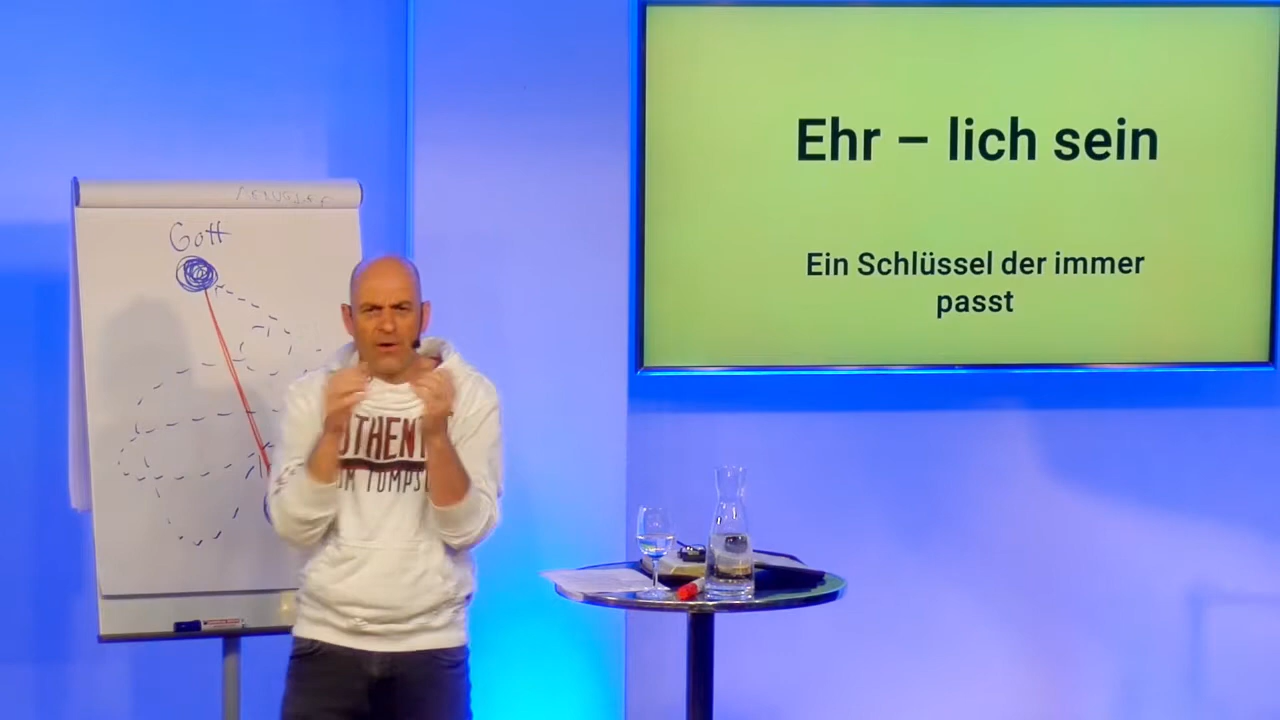 Gott
Ehr – lich sein
Ein Schlüssel der immer
passt